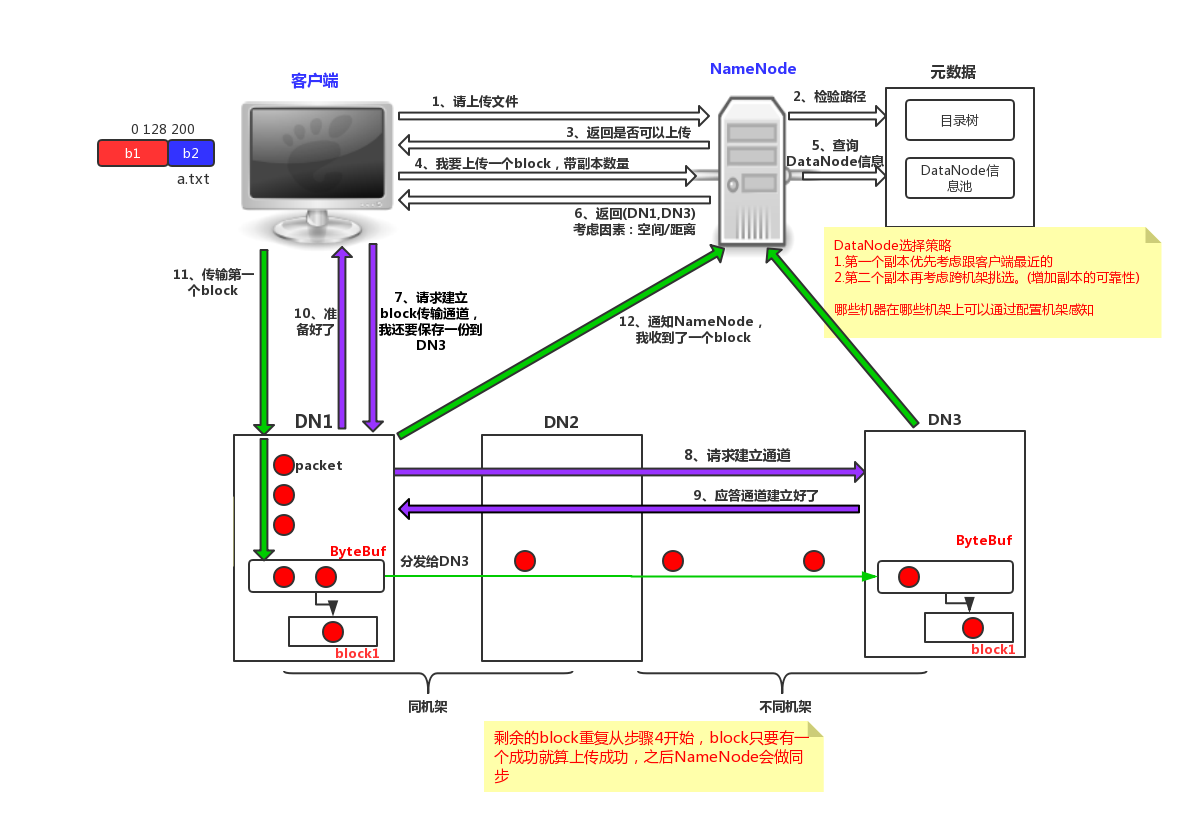 客户端
NameNode
元数据
0 128 200
b1
b2
a.txt
1、请上传文件
2、检验路径
目录树
3、返回是否可以上传
4、我要上传一个block，带副本数量
5、查询
DataNode信息
DataNode信
息池
6、返回(DN1,DN3)
考虑因素：空间/距离
DataNode选择策略
1.第一个副本优先考虑跟客户端最近的
2.第二个副本再考虑跨机架挑选。(增加副本的可靠性)
哪些机器在哪些机架上可以通过配置机架感知
11、传输第一
个block
10、准
备好了
7、请求建立
block传输通道，
我还要保存一份到
DN3
12、通知NameNode，
我收到了一个block
DN1
DN2
DN3
packet
8、请求建立通道
9、应答通道建立好了
ByteBuf
分发给DN3
ByteBuf
block1
block1
同机架
不同机架
剩余的block重复从步骤4开始，block只要有一
个成功就算上传成功，之后NameNode会做同
步